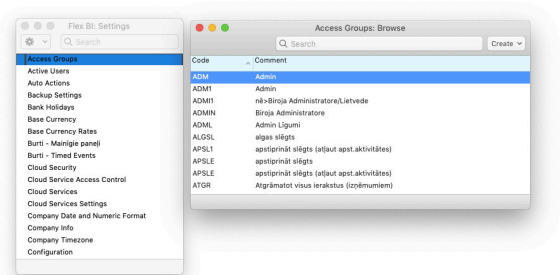 Flex BI: Settings
Search
Access Groups
Active Users
Auto Actions
Backup Settings
Bank Holidays
Base Currency
Base Currency Rates
Burti - Mainīgie paneļi
Burti - Timed Events
Cloud Security
Cloud Service Access Control
Cloud Services
Cloud Services Settings
Company Date and Numeric Format
Company Info
Company Timezone
Configuration
Access Groups: Browse
Search
Create
Code Comment
ADM Admin
ADM1 Admin
ADMI1 nē>Biroja Administratore/Lietvede
ADMIN Biroja Administratore
ADML Admin Līgumi
ALGSL algas slēgts
APSL1 apstiprināt slēgts (atļaut apst.aktivitātes)
APSLE apstiprināt slēgts
APSLE apstiprināt slēgts (atļaut apst.aktivitātes)
ATGR Atgrāmatot visus ierakstus (izņēmumiem)